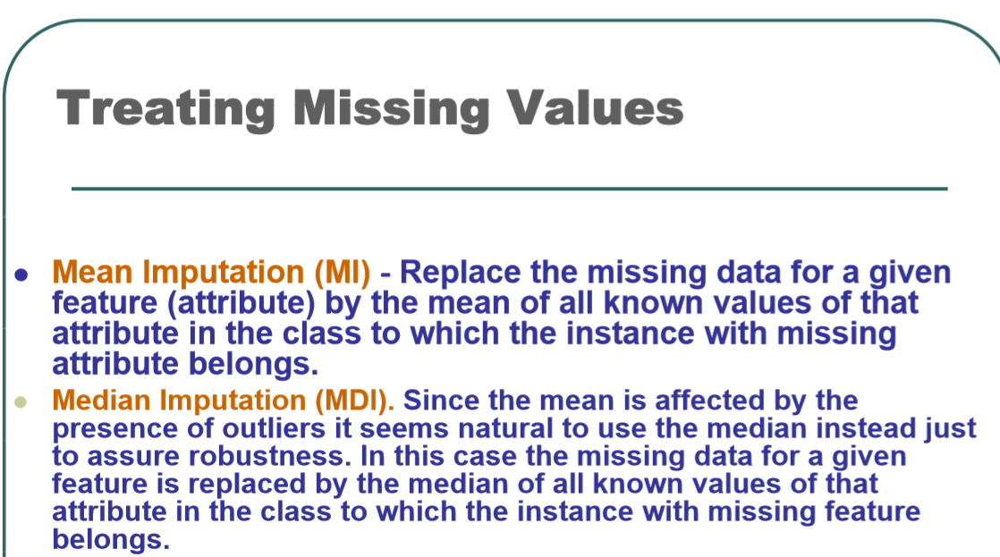 Treating Missing Values
Mean Imputation (MI) - Replace the missing data for a given
feature (attribute) by the mean of all known values of that
attribute in the class to which the instance with missing
attribute belongs.
Median Imputation (MDI). Since the mean is affected by the
presence of outliers it seems natural to use the median instead just
to assure robustness. In this case the missing data for a given
feature is replaced by the median of all known values of that
attribute in the class to which the instance with missing feature
belongs.